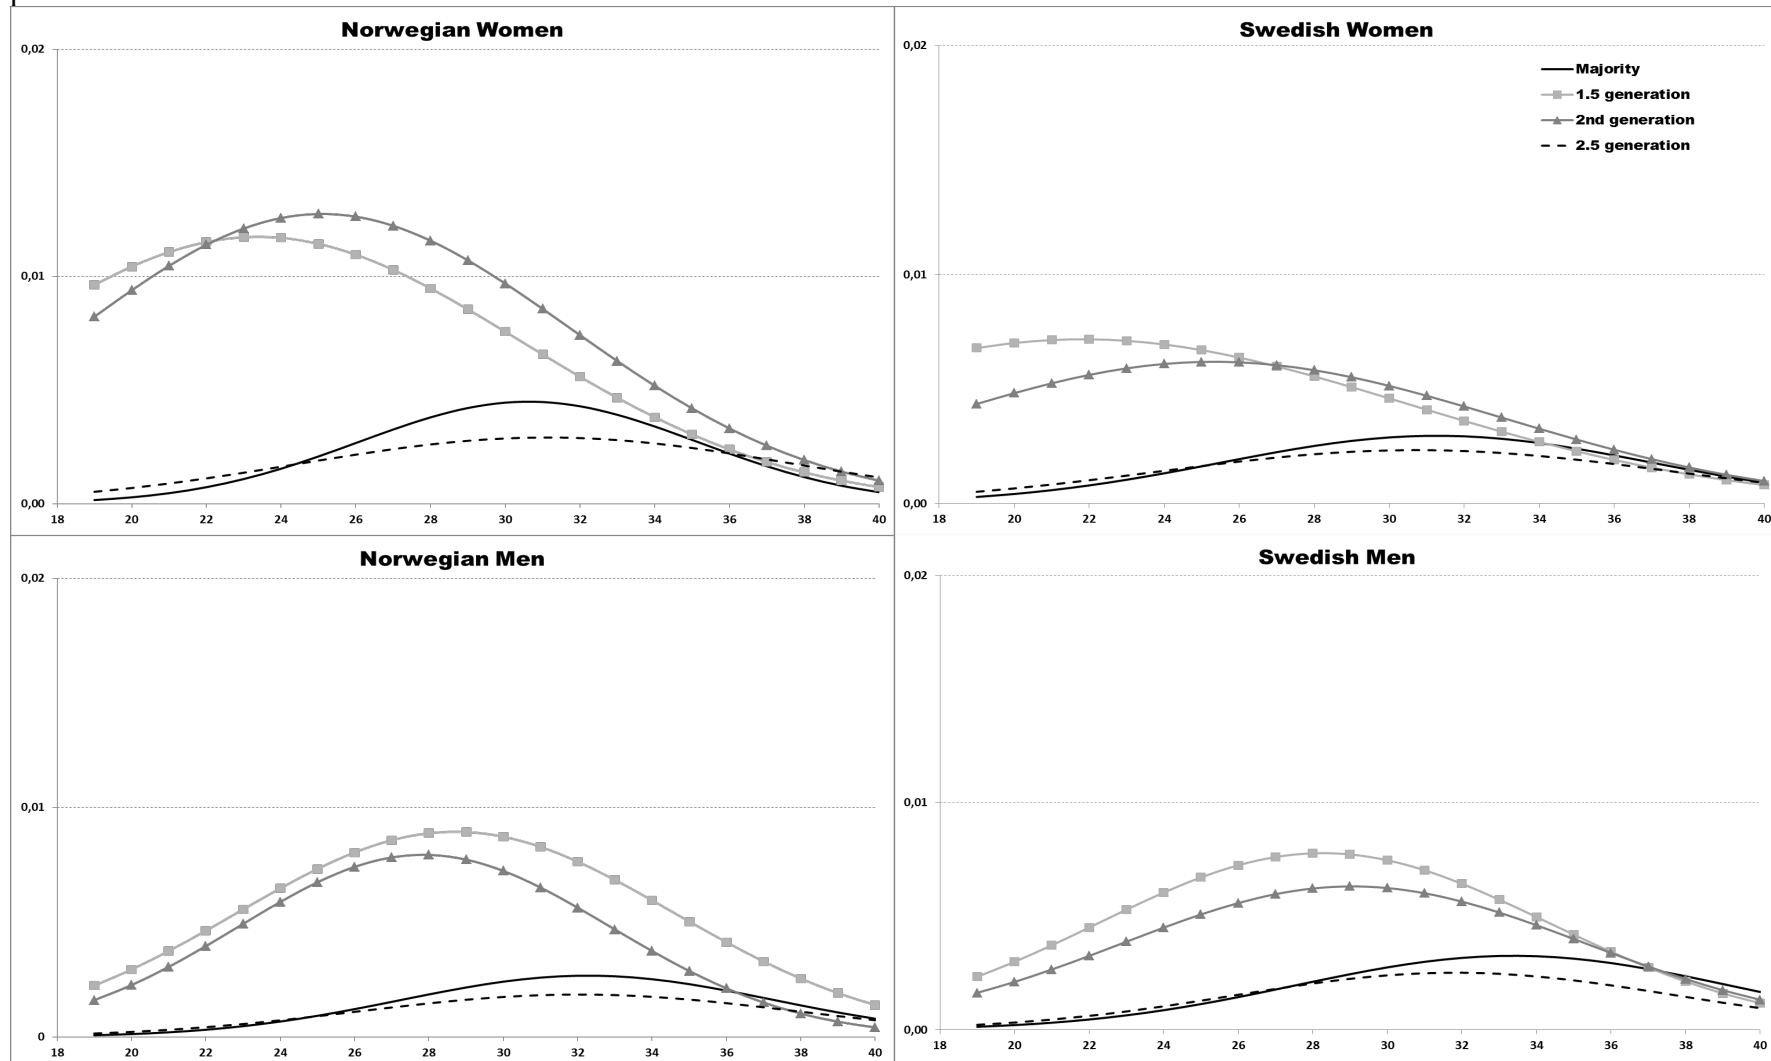 Norwegian Women
0,02
0,01
0,00
18 20 22 24 26 28 30 32 34 36 38 40
Swedish Women
0,02
Majority
1.5 generation
2nd generation
2.5 generation
0,01
0,00
18 20 22 24 26 28 30 32 34 36 38 40
Norwegian Men
0,02
0,01
0
18 20 22 24 26 28 30 32 34 36 38 40
Swedish Men
0,02
0,01
0,00
18 20 22 24 26 28 30 32 34 36 38 40